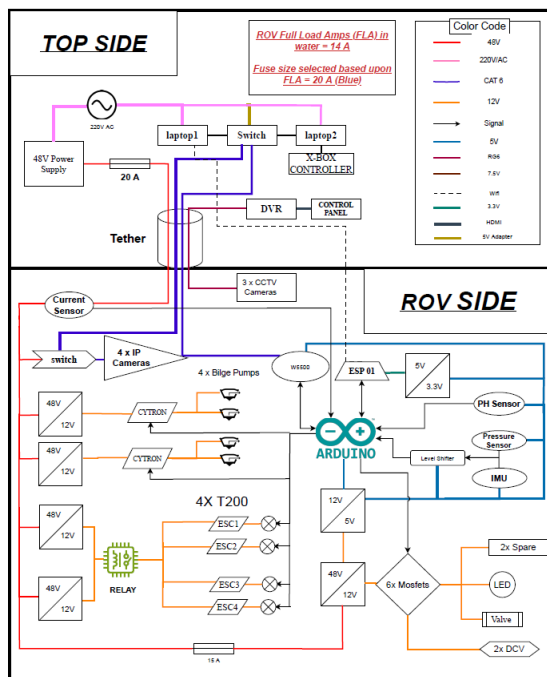 TOP SIDE
ROV Full Load Amps (FLA) in
water = 14 A
Fuse size selected based upon
FLA = 20 A (Blue)
Color Code
48V
220V/AC
CAT 6
12V
Signal
5V
RG6
7.5V
Wifi
3.3V
HDMI
5V Adapter
220V AC
laptop1
Switch
laptop2
48V Power
Supply
20 A
X-BOX
CONTROLLER
DVR
CONTROL
PANEL
Tether
3 x CCTV
Cameras
ROV SIDE
Current
Sensor
switch
4 x IP
Cameras
W5500
ESP 01
5V
3.3V
4 x Bilge Pumps
48V
12V
CYTRON
48V
12V
CYTRON
ARDUINO
PH Sensor
Pressure
Sensor
Level Shifter
IMU
4X T200
12V
5V
48V
12V
ESC1
ESC2
ESC3
ESC4
RELAY
48V
12V
48V
12V
6x Mosfets
2x Spare
LED
Valve
2x DCV
15 A